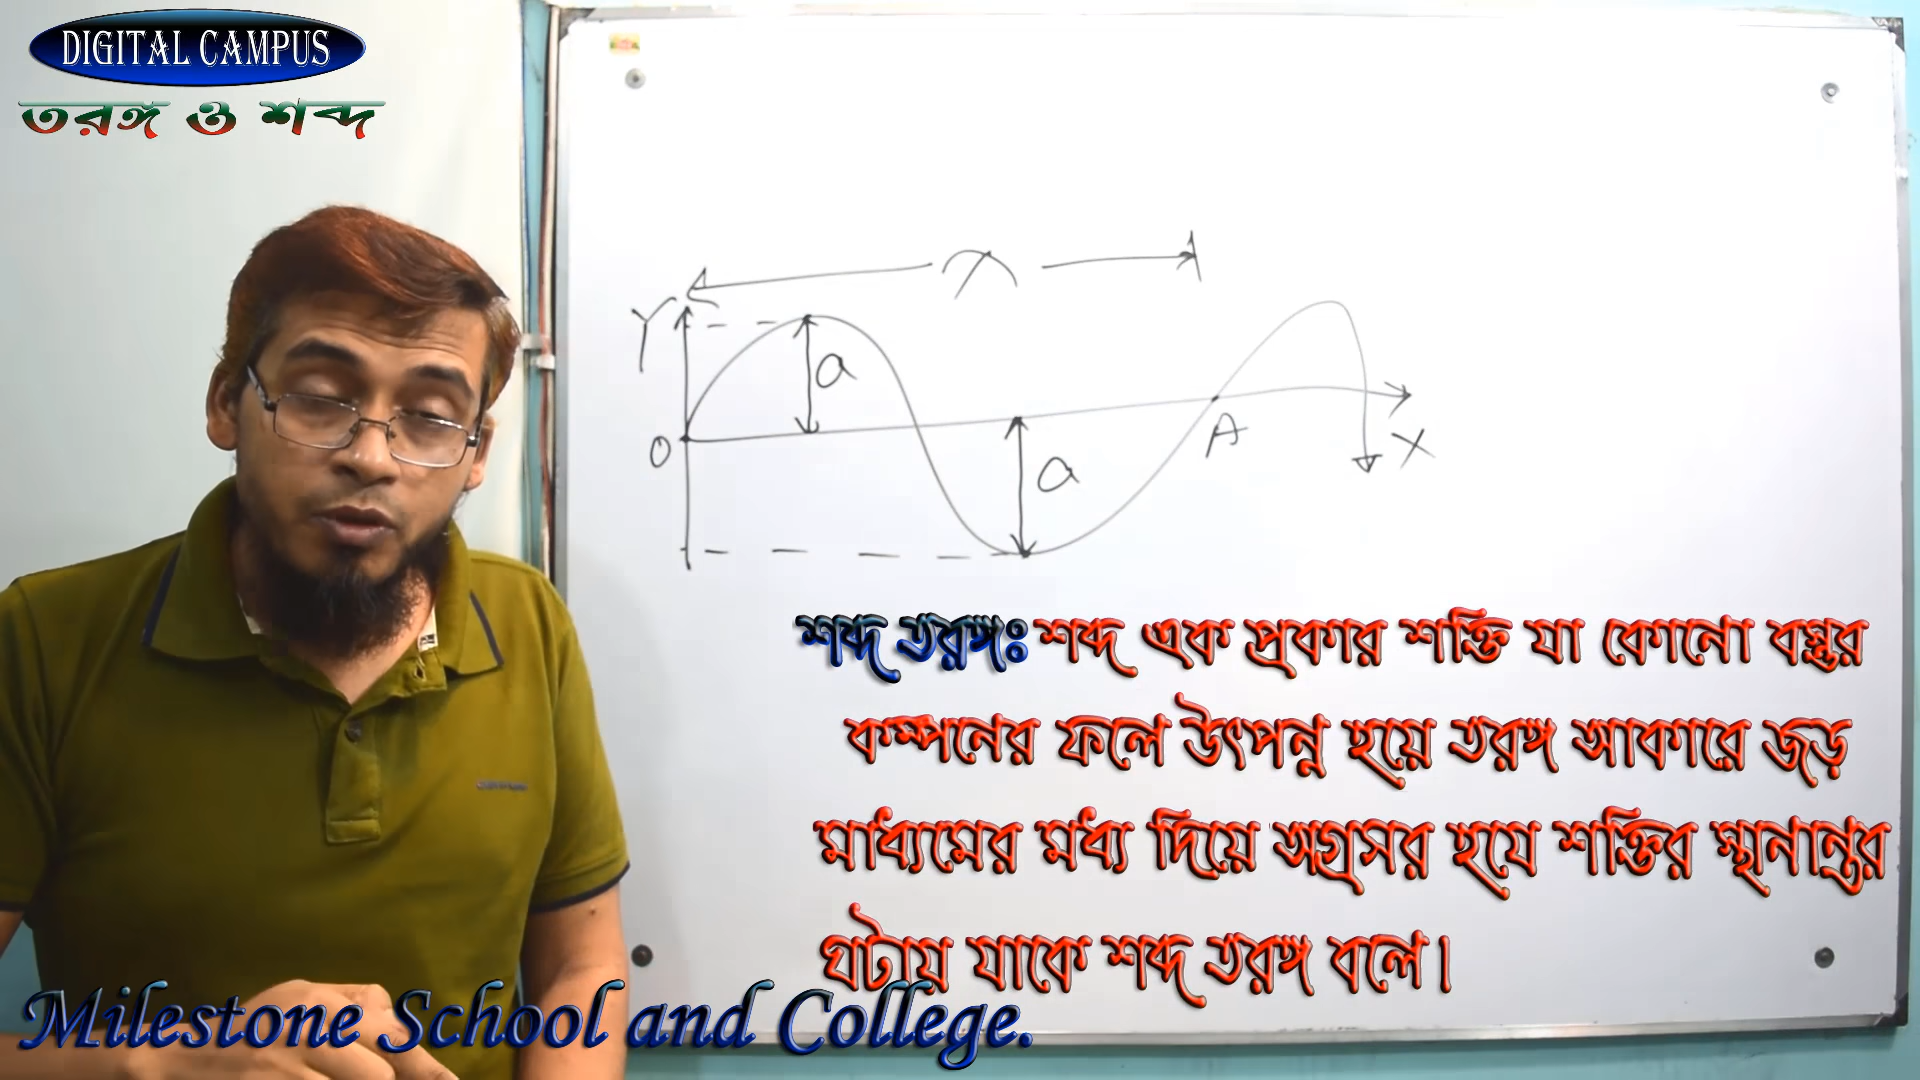 DIGITAL CAMPUS
তরঙ্গ ও শব্দ
λ
Y
a
O
A
a
X
শব্দ তরঙ্গঃ শব্দ এক প্রকার শক্তি যা কোনো বস্তুর
কম্পনের ফলে উৎপন্ন হয়ে তরঙ্গ আকারে জড়
মাধ্যমের মধ্য দিয়ে অগ্রসর হযে শক্তির স্থানান্তর
ঘটায় যাকে শব্দ তরঙ্গ বলে।
Milestone School and College.